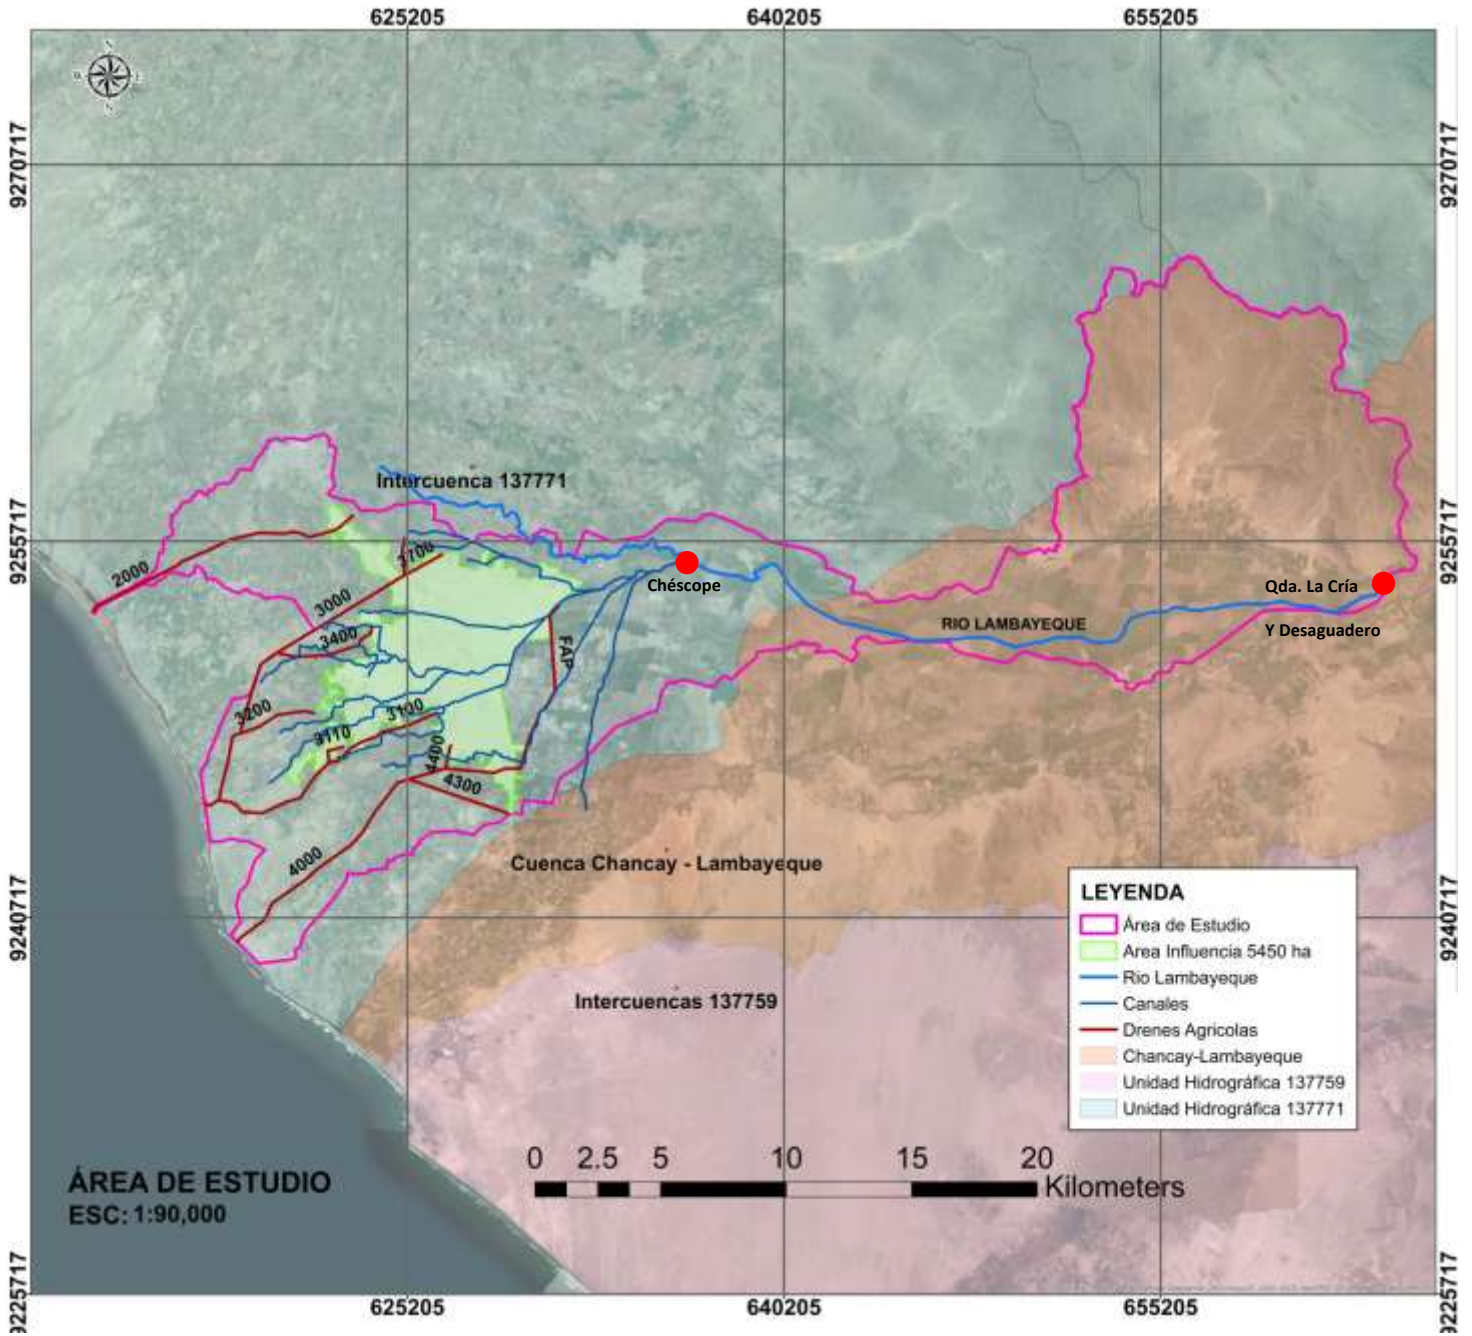 625205
640205
655205
N
9270717
9270717
Intercuenca 137771
9255717
9255717
3700
2000
Chéscope
Qda. La Cría
3000
RIO LAMBAYEQUE
Y Desaguadero
3400
FAP
3200
3100
3110
4400
4300
4000
Cuenca Chancay - Lambayeque
9240717
9240717
Intercuencas 137759
LEYENDA
Área de Estudio
Area Influencia 5450 ha
Rio Lambayeque
Canales
Drenes Agricolas
Chancay-Lambayeque
Unidad Hidrográfica 137759
Unidad Hidrográfica 137771
0 2.5 5 10 15 20
Kilometers
ÁREA DE ESTUDIO
ESC: 1:90,000
9225717
9225717
625205
640205
655205